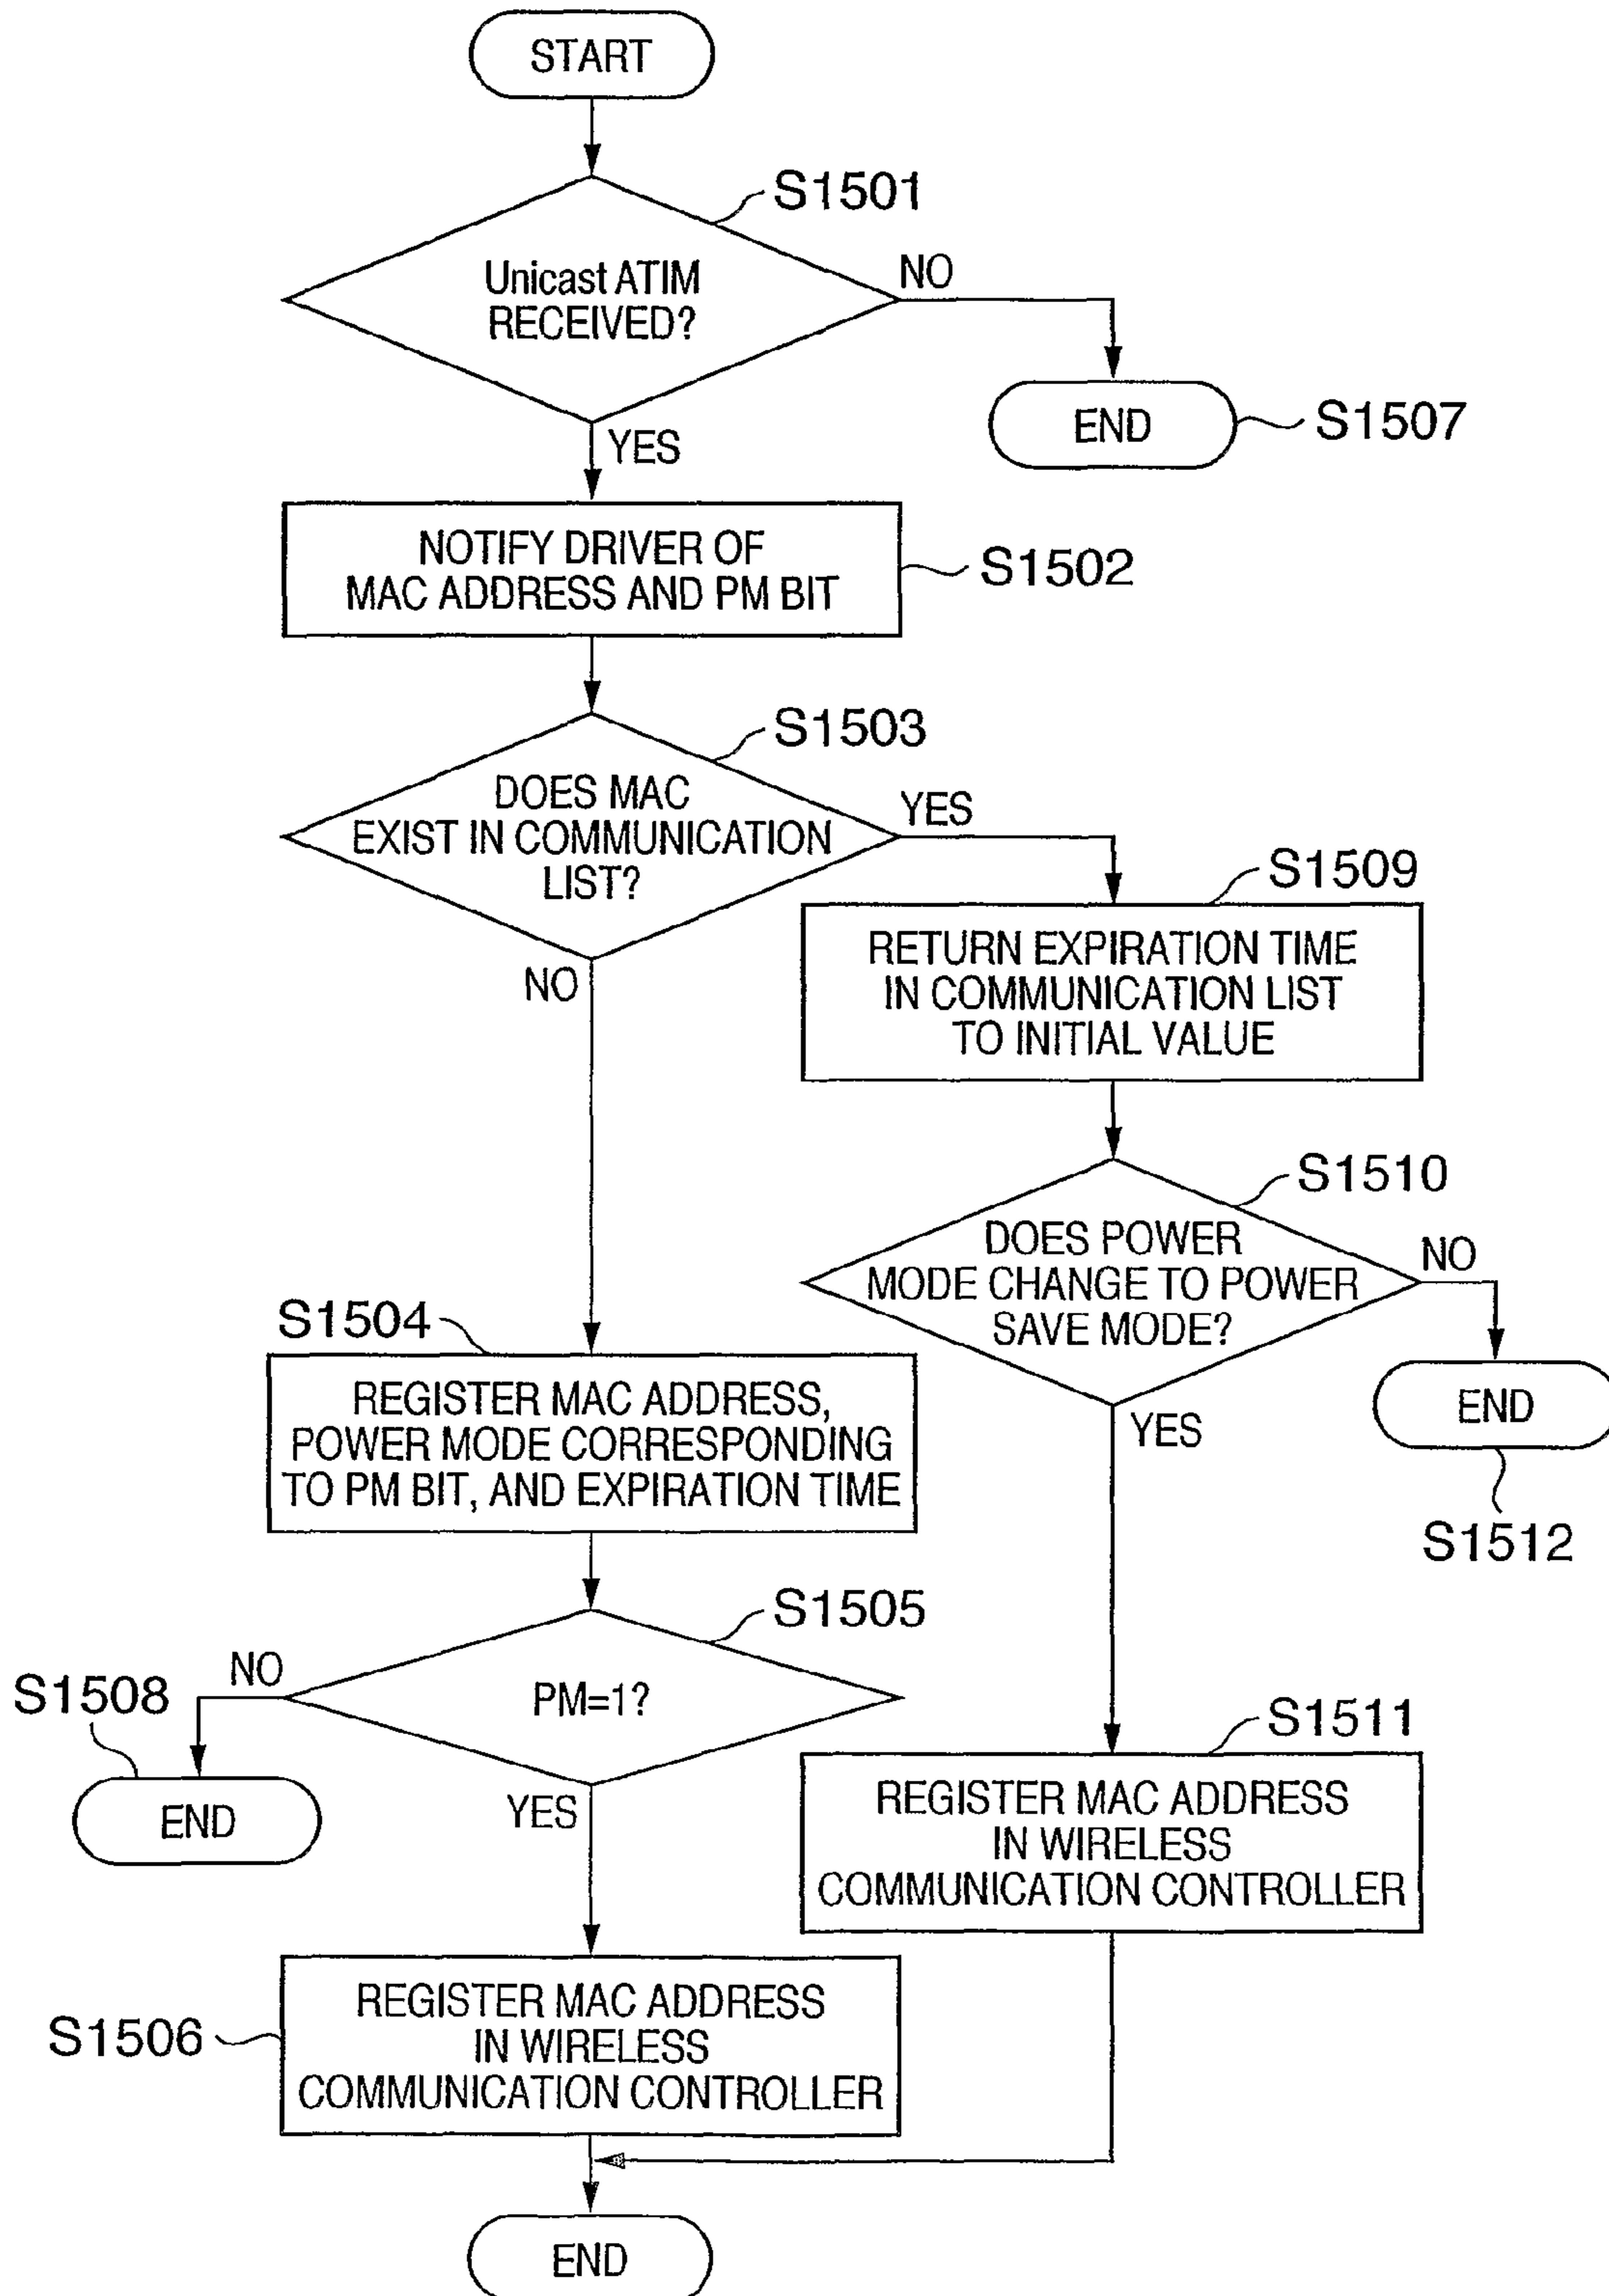 START
S1501
Unicast ATIM
RECEIVED?
NO
END
S1507
YES
NOTIFY DRIVER OF
MAC ADDRESS AND PM BIT
S1502
S1503
DOES MAC
EXIST IN COMMUNICATION
LIST?
YES
NO
S1509
RETURN EXPIRATION TIME
IN COMMUNICATION LIST
TO INITIAL VALUE
S1510
DOES POWER
MODE CHANGE TO POWER
SAVE MODE?
NO
END
S1512
YES
S1504
REGISTER MAC ADDRESS,
POWER MODE CORRESPONDING
TO PM BIT, AND EXPIRATION TIME
S1505
PM=1?
NO
S1508
END
YES
S1511
REGISTER MAC ADDRESS
IN WIRELESS
COMMUNICATION CONTROLLER
S1506
REGISTER MAC ADDRESS
IN WIRELESS
COMMUNICATION CONTROLLER
END